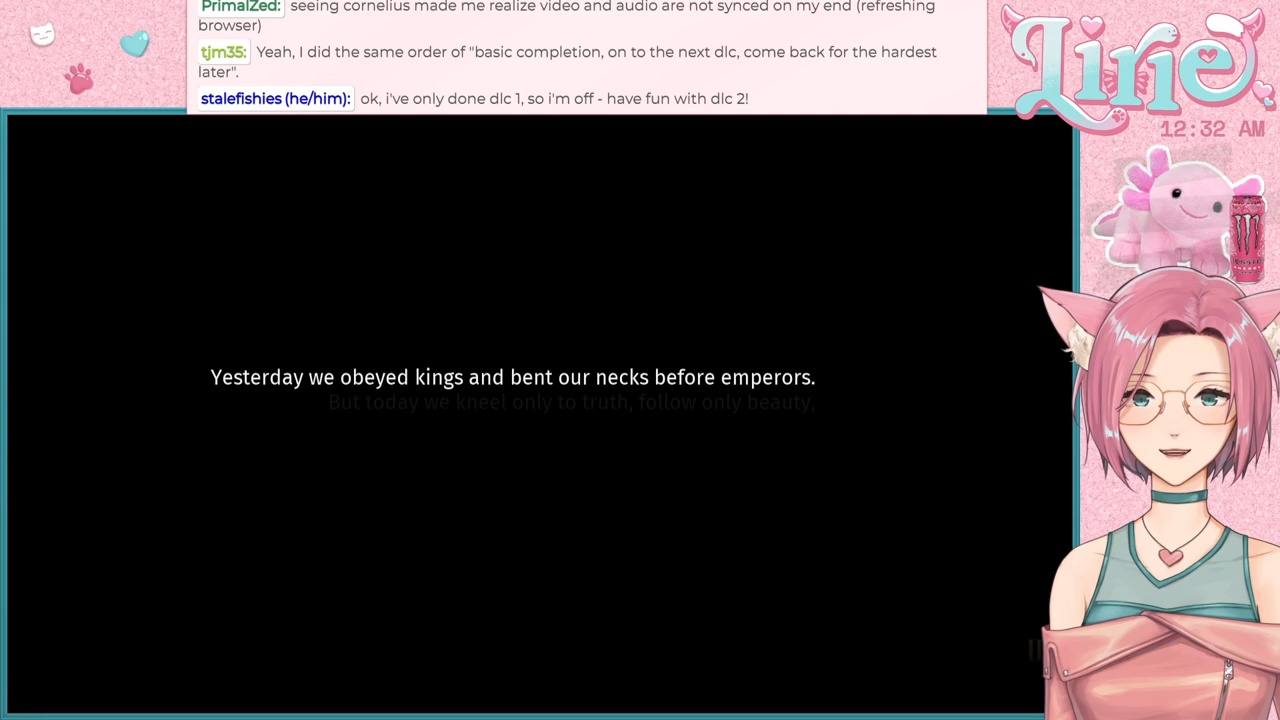 PrimalZed: seeing cornelius made me realize video and audio are not synced on my end (refreshing
browser)
tjm35: Yeah, I did the same order of "basic completion, on to the next dlc, come back for the hardest
later".
stalefishies (he/him): ok, i've only done dlc 1, so i'm off - have fun with dlc 2!
Lirie
12:32 AM
Yesterday we obeyed kings and bent our necks before emperors.
But today we kneel only to truth, follow only beauty,